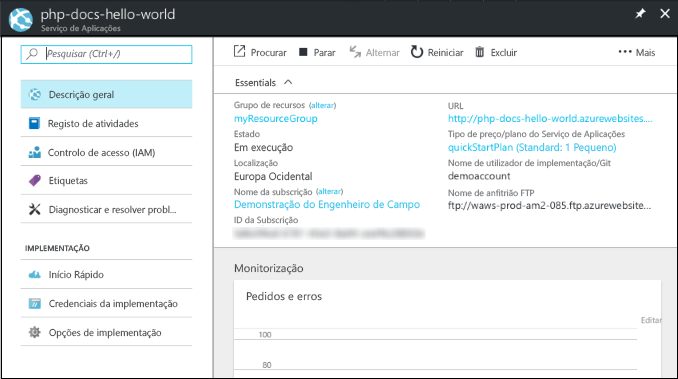 php-docs-hello-world
Serviço de Aplicações
Pesquisar (Ctrl+/)
Descrição geral
Registo de atividades
Controlo de acesso (IAM)
Etiquetas
Diagnosticar e resolver probl...
IMPLEMENTAÇÃO
Início Rápido
Credenciais da implementação
Opções de implementação
Procurar Parar Alternar Reiniciar Excluir ••• Mais
Essentials
Grupo de recursos (alterar)
myResourceGroup
Estado
Em execução
Localização
Europa Ocidental
Nome da subscrição (alterar)
Demonstração do Engenheiro de Campo
ID da Subscrição
URL
http://php-docs-hello-world.azurewebsites....
Tipo de preço/plano do Serviço de Aplicações
quickStartPlan (Standard: 1 Pequeno)
Nome de utilizador de implementação/Git
demoaccount
Nome de anfitrião FTP
ftp://waws-prod-am2-085.ftp.azurewebsite...
Monitorização
Pedidos e erros
Editar
100
80